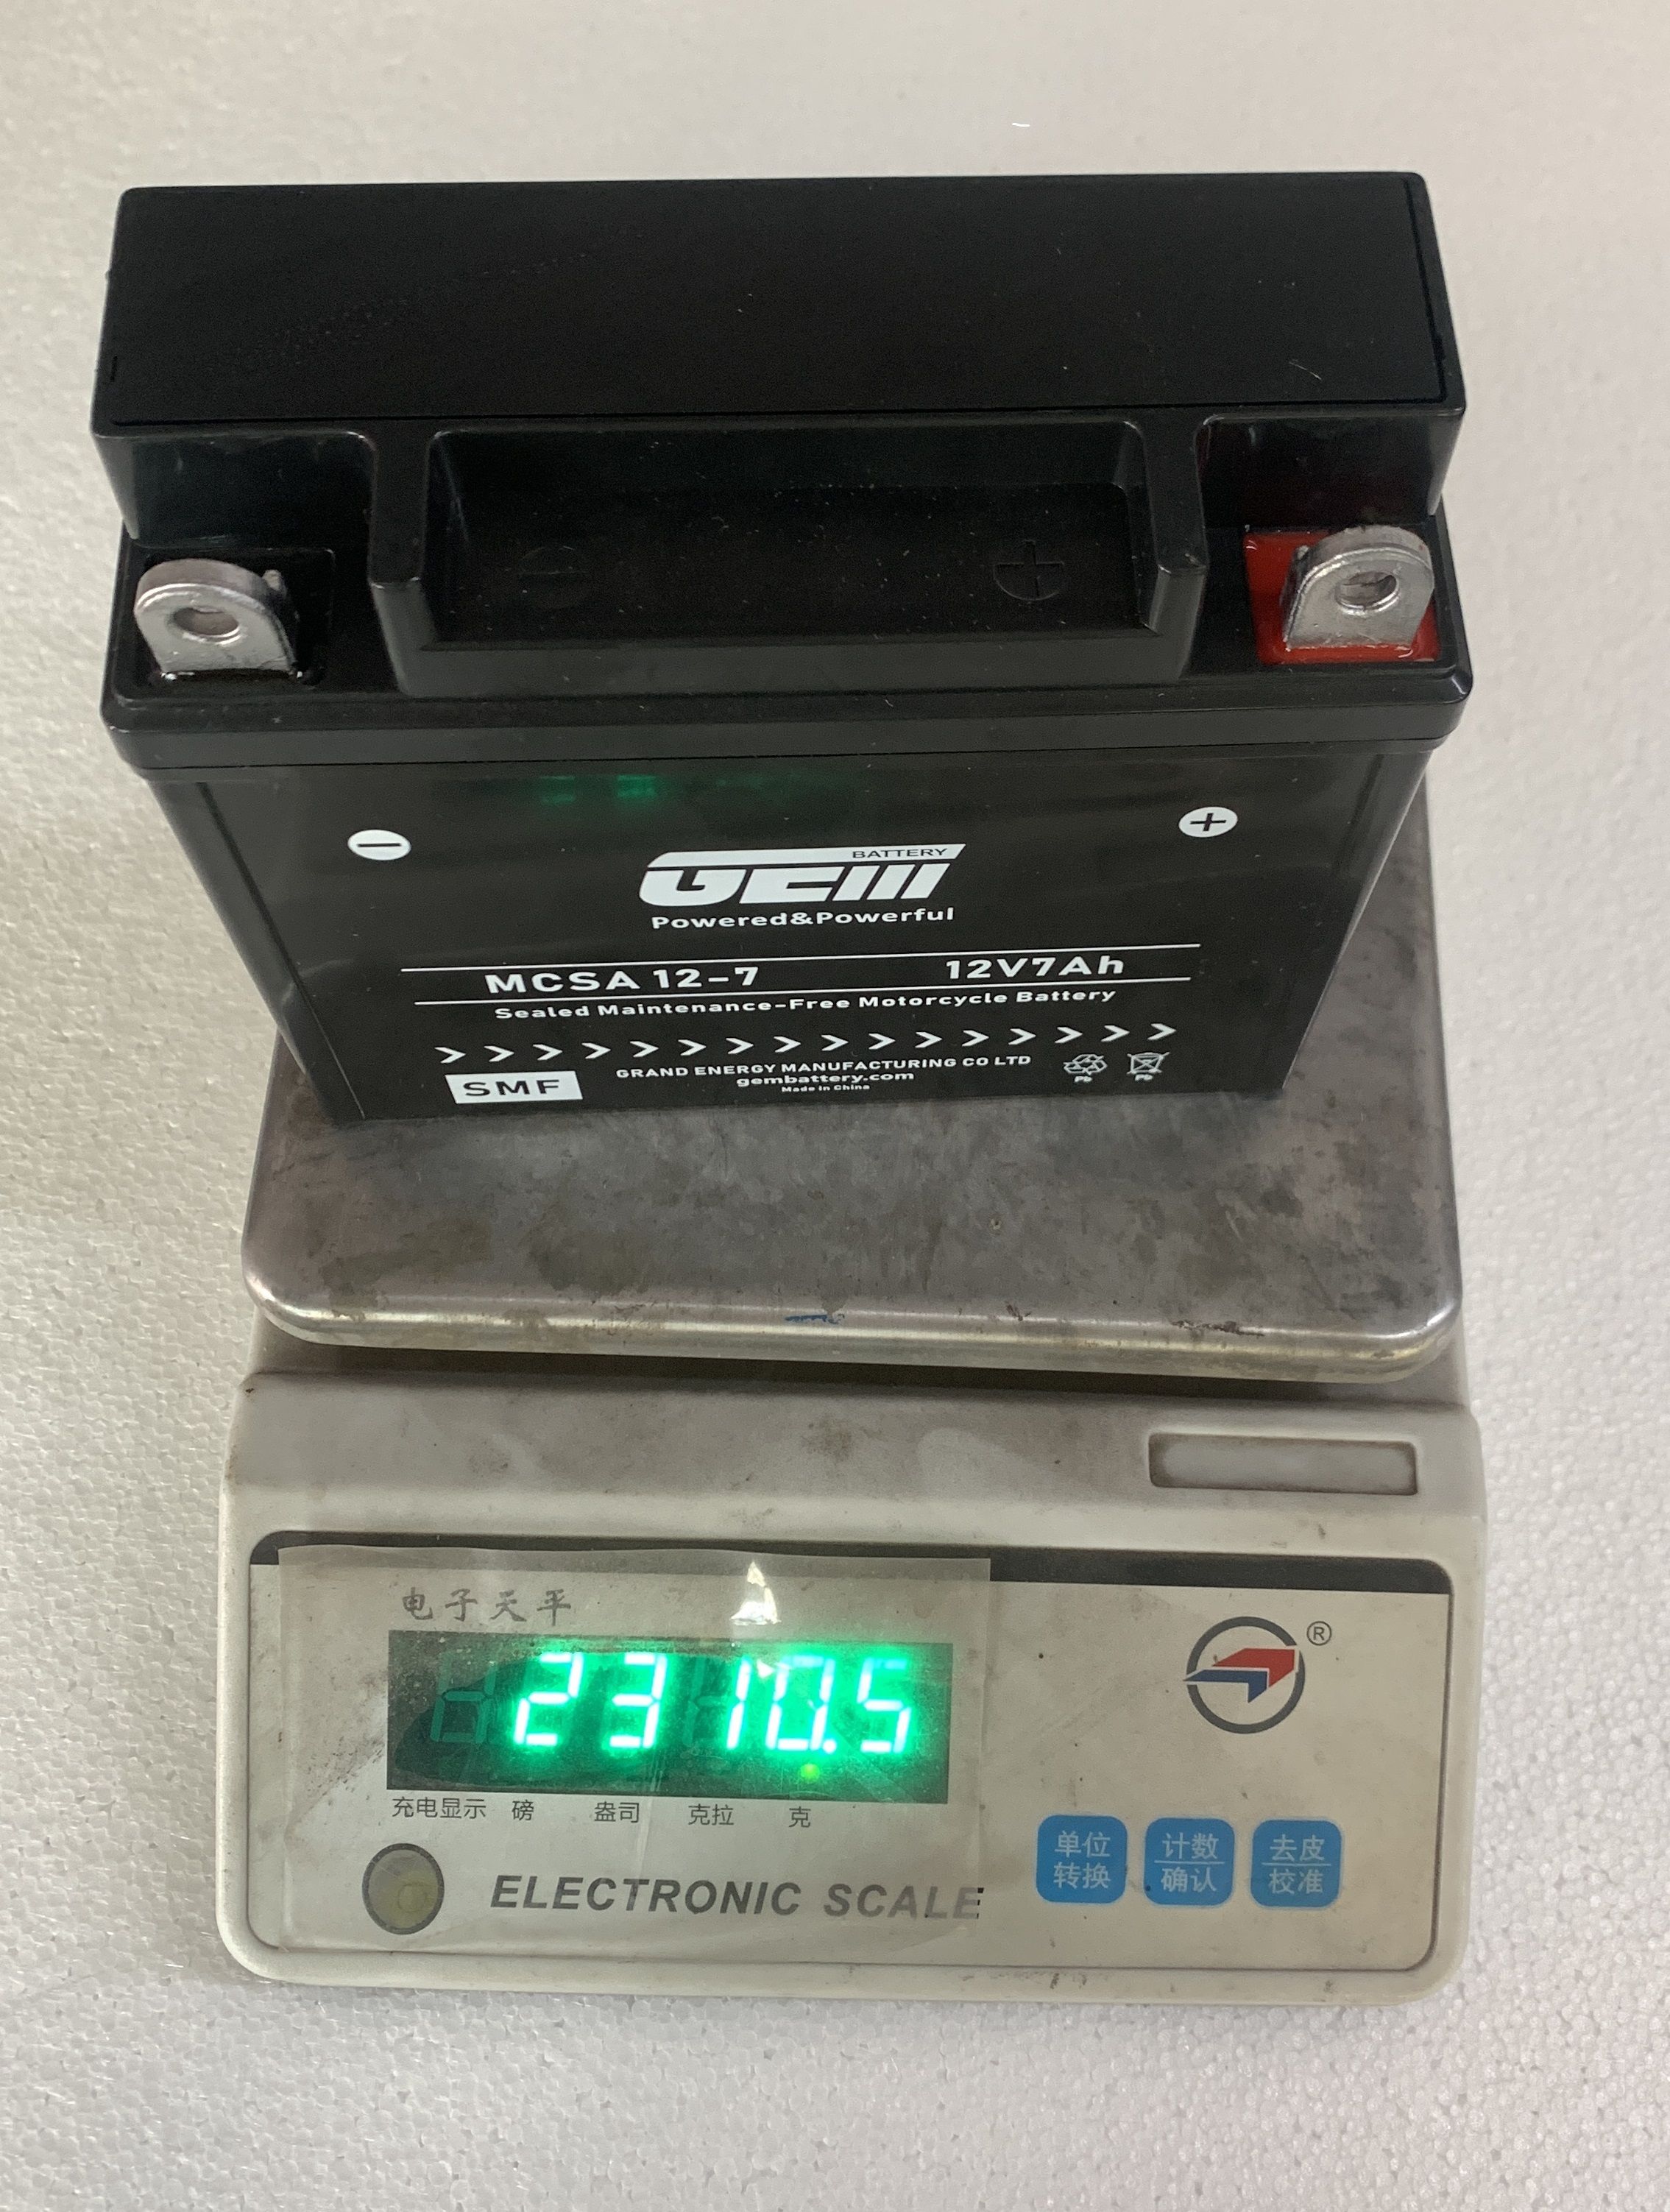 BATTERY
GEM
Powered&Powerful
MCSA 12-7 12V7Ah
Sealed Maintenance-Free Motorcycle Battery
SMF
GRAND ENERGY MANUFACTURING CO LTD
gembattery.com
Made in China
Pb Pb
电子天平
®
2310.5
充电显示 磅 盎司 克拉 克
ELECTRONIC SCALE
单位
转换
计数
确认
去皮
校准